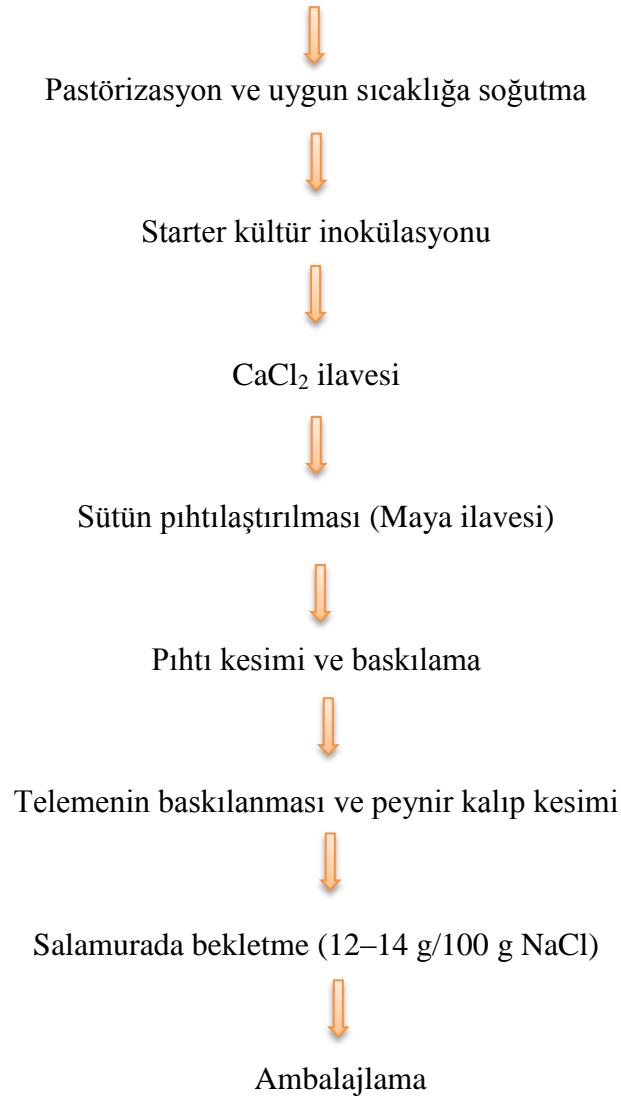 Pastörizasyon ve uygun sıcaklığa soğutma
Starter kültür inokülasyonu
CaCl₂ ilavesi
Sütün pıhtılaştırılması (Maya ilavesi)
Pıhtı kesimi ve baskılama
Telemenin baskılanması ve peynir kalıp kesimi
Salamurada bekletme (12–14 g/100 g NaCl)
Ambalajlama